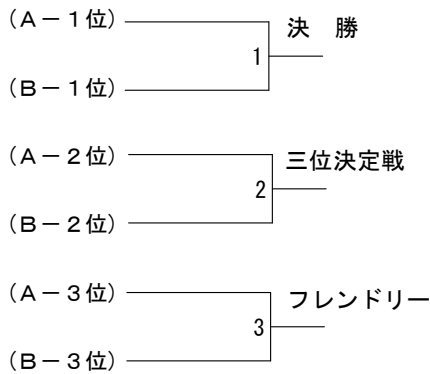 (A-1位)
1 決 勝
(B-1位)
(A-2位)
2 三位決定戦
(B-2位)
(A-3位)
3 フレンドリー
(B-3位)